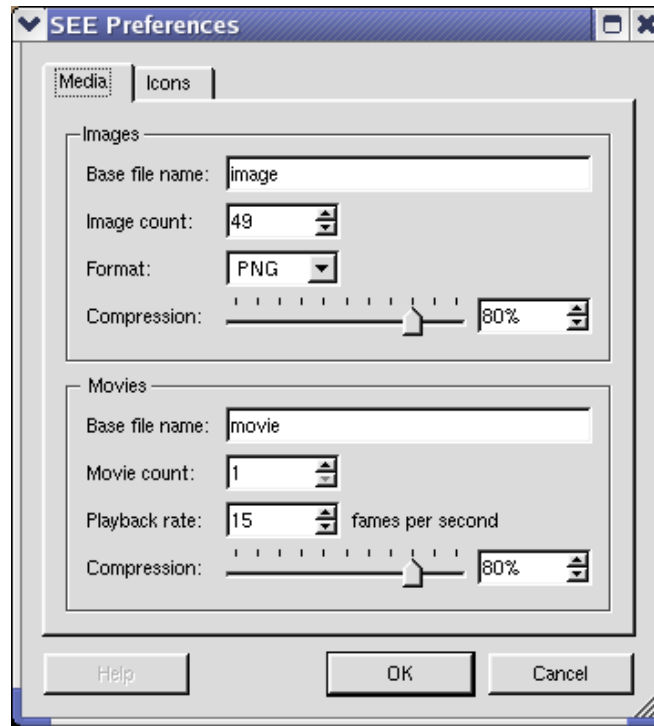 SEE Preferences
Media Icons
Images
Base file name: image
Image count: 49
Format: PNG
Compression: 80%
Movies
Base file name: movie
Movie count: 1
Playback rate: 15 fames per second
Compression: 80%
Help OK Cancel